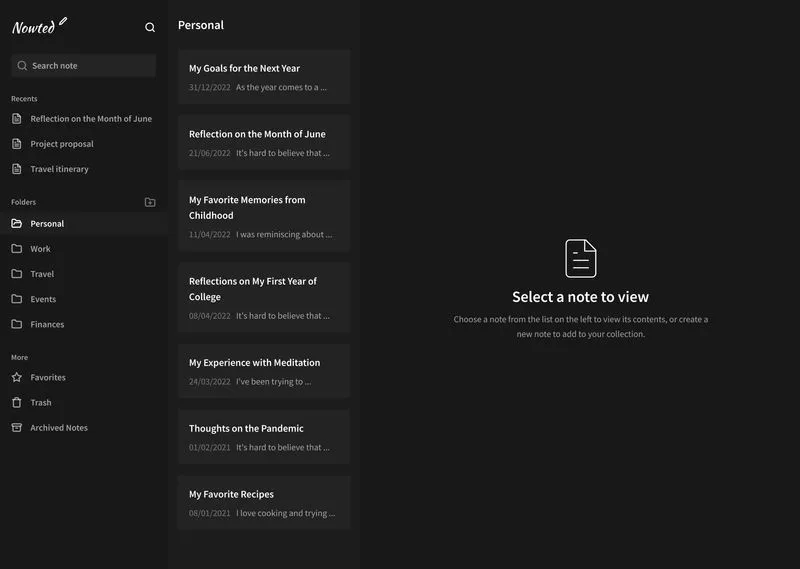 Nowted
Search note
Recents
Reflection on the Month of June
Project proposal
Travel itinerary
Folders
Personal
Work
Travel
Events
Finances
More
Favorites
Trash
Archived Notes
Personal
My Goals for the Next Year
31/12/2022 As the year comes to a ...
Reflection on the Month of June
21/06/2022 It's hard to believe that ...
My Favorite Memories from
Childhood
11/04/2022 I was reminiscing about ...
Reflections on My First Year of
College
08/04/2022 It's hard to believe that ...
My Experience with Meditation
24/03/2022 I've been trying to ...
Thoughts on the Pandemic
01/02/2021 It's hard to believe that ...
My Favorite Recipes
08/01/2021 I love cooking and trying ...
Select a note to view
Choose a note from the list on the left to view its contents, or create a
new note to add to your collection.